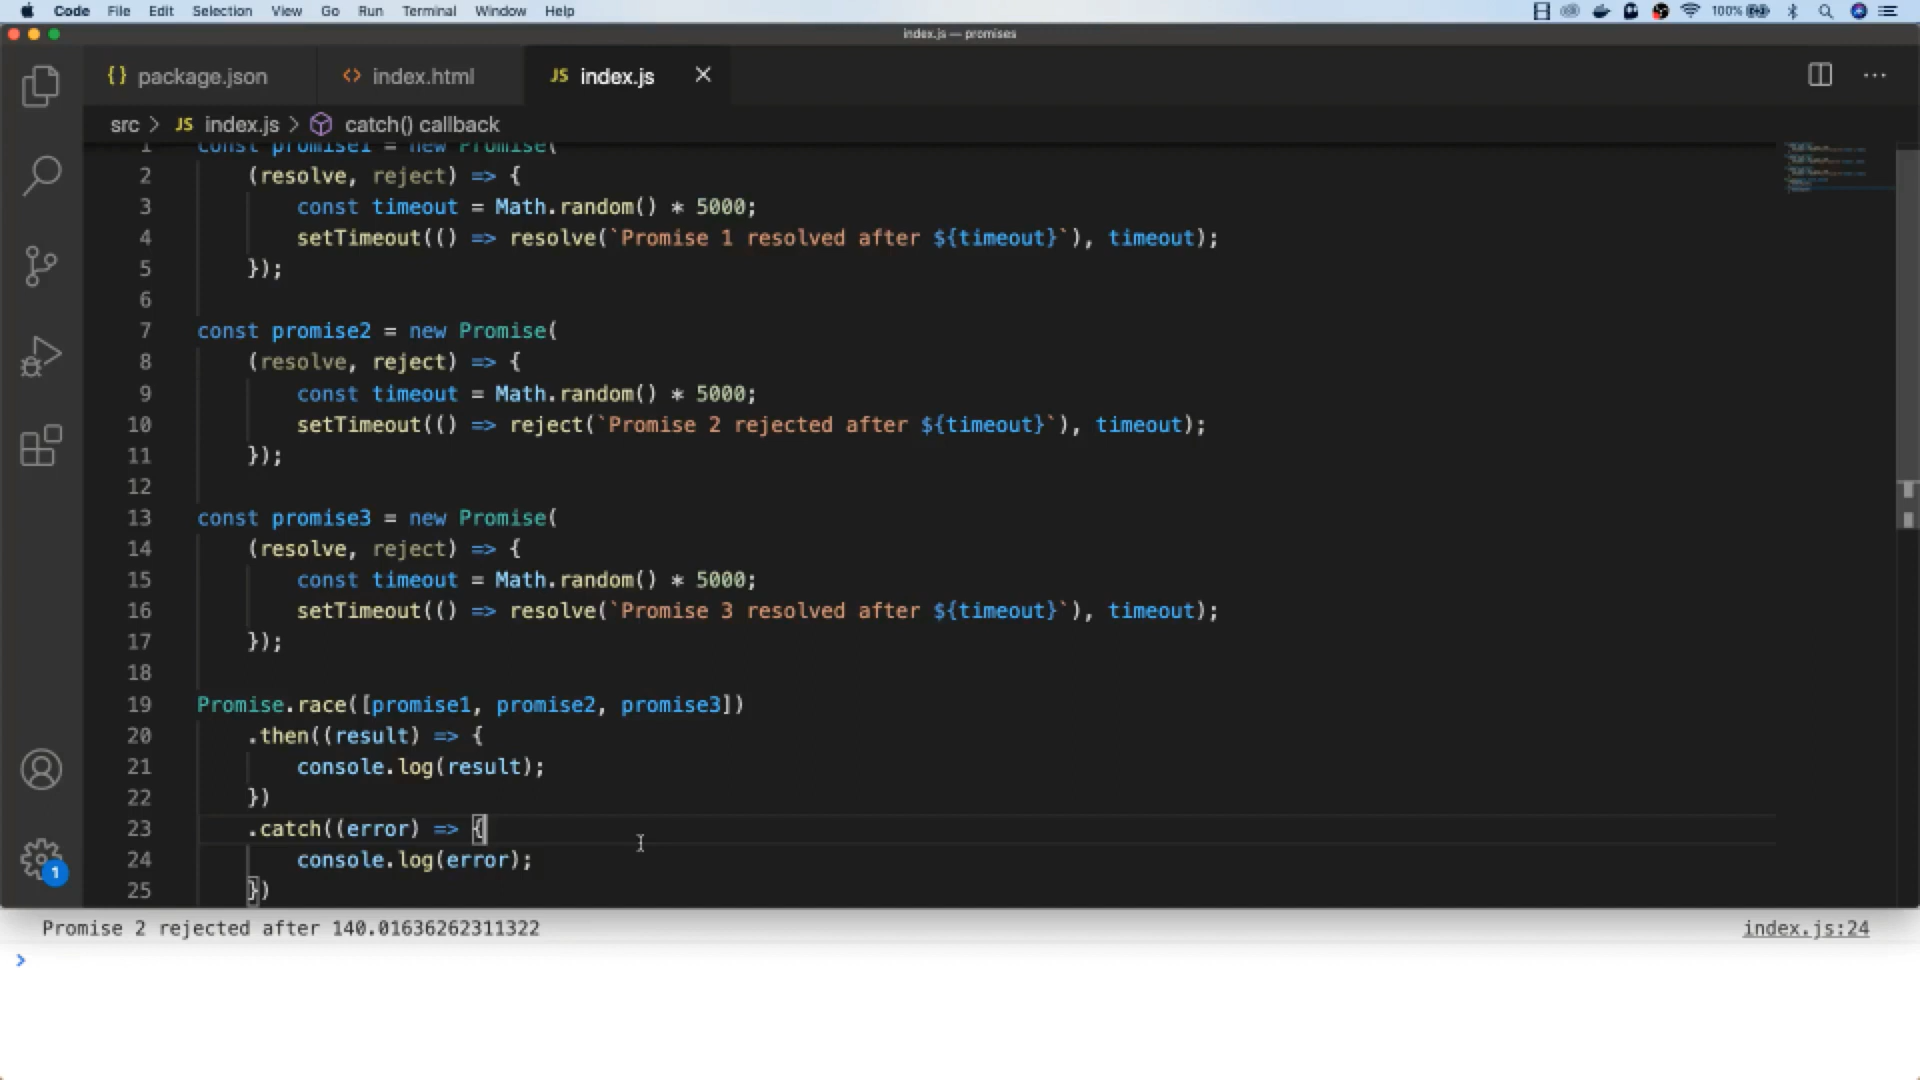 Code File Edit Selection View Go Run Terminal Window Help 100%
index.js — promises
{} package.json <> index.html JS index.js
src > JS index.js > catch() callback
1 const promise1 = new Promise(
2 (resolve, reject) => {
3 const timeout = Math.random() * 5000;
4 setTimeout(() => resolve(`Promise 1 resolved after ${timeout}`), timeout);
5 });
6
7 const promise2 = new Promise(
8 (resolve, reject) => {
9 const timeout = Math.random() * 5000;
10 setTimeout(() => reject(`Promise 2 rejected after ${timeout}`), timeout);
11 });
12
13 const promise3 = new Promise(
14 (resolve, reject) => {
15 const timeout = Math.random() * 5000;
16 setTimeout(() => resolve(`Promise 3 resolved after ${timeout}`), timeout);
17 });
18
19 Promise.race([promise1, promise2, promise3])
20 .then((result) => {
21 console.log(result);
22 })
23 .catch((error) => {
24 console.log(error);
25 })
1
Promise 2 rejected after 140.01636262311322 index.js:24
>